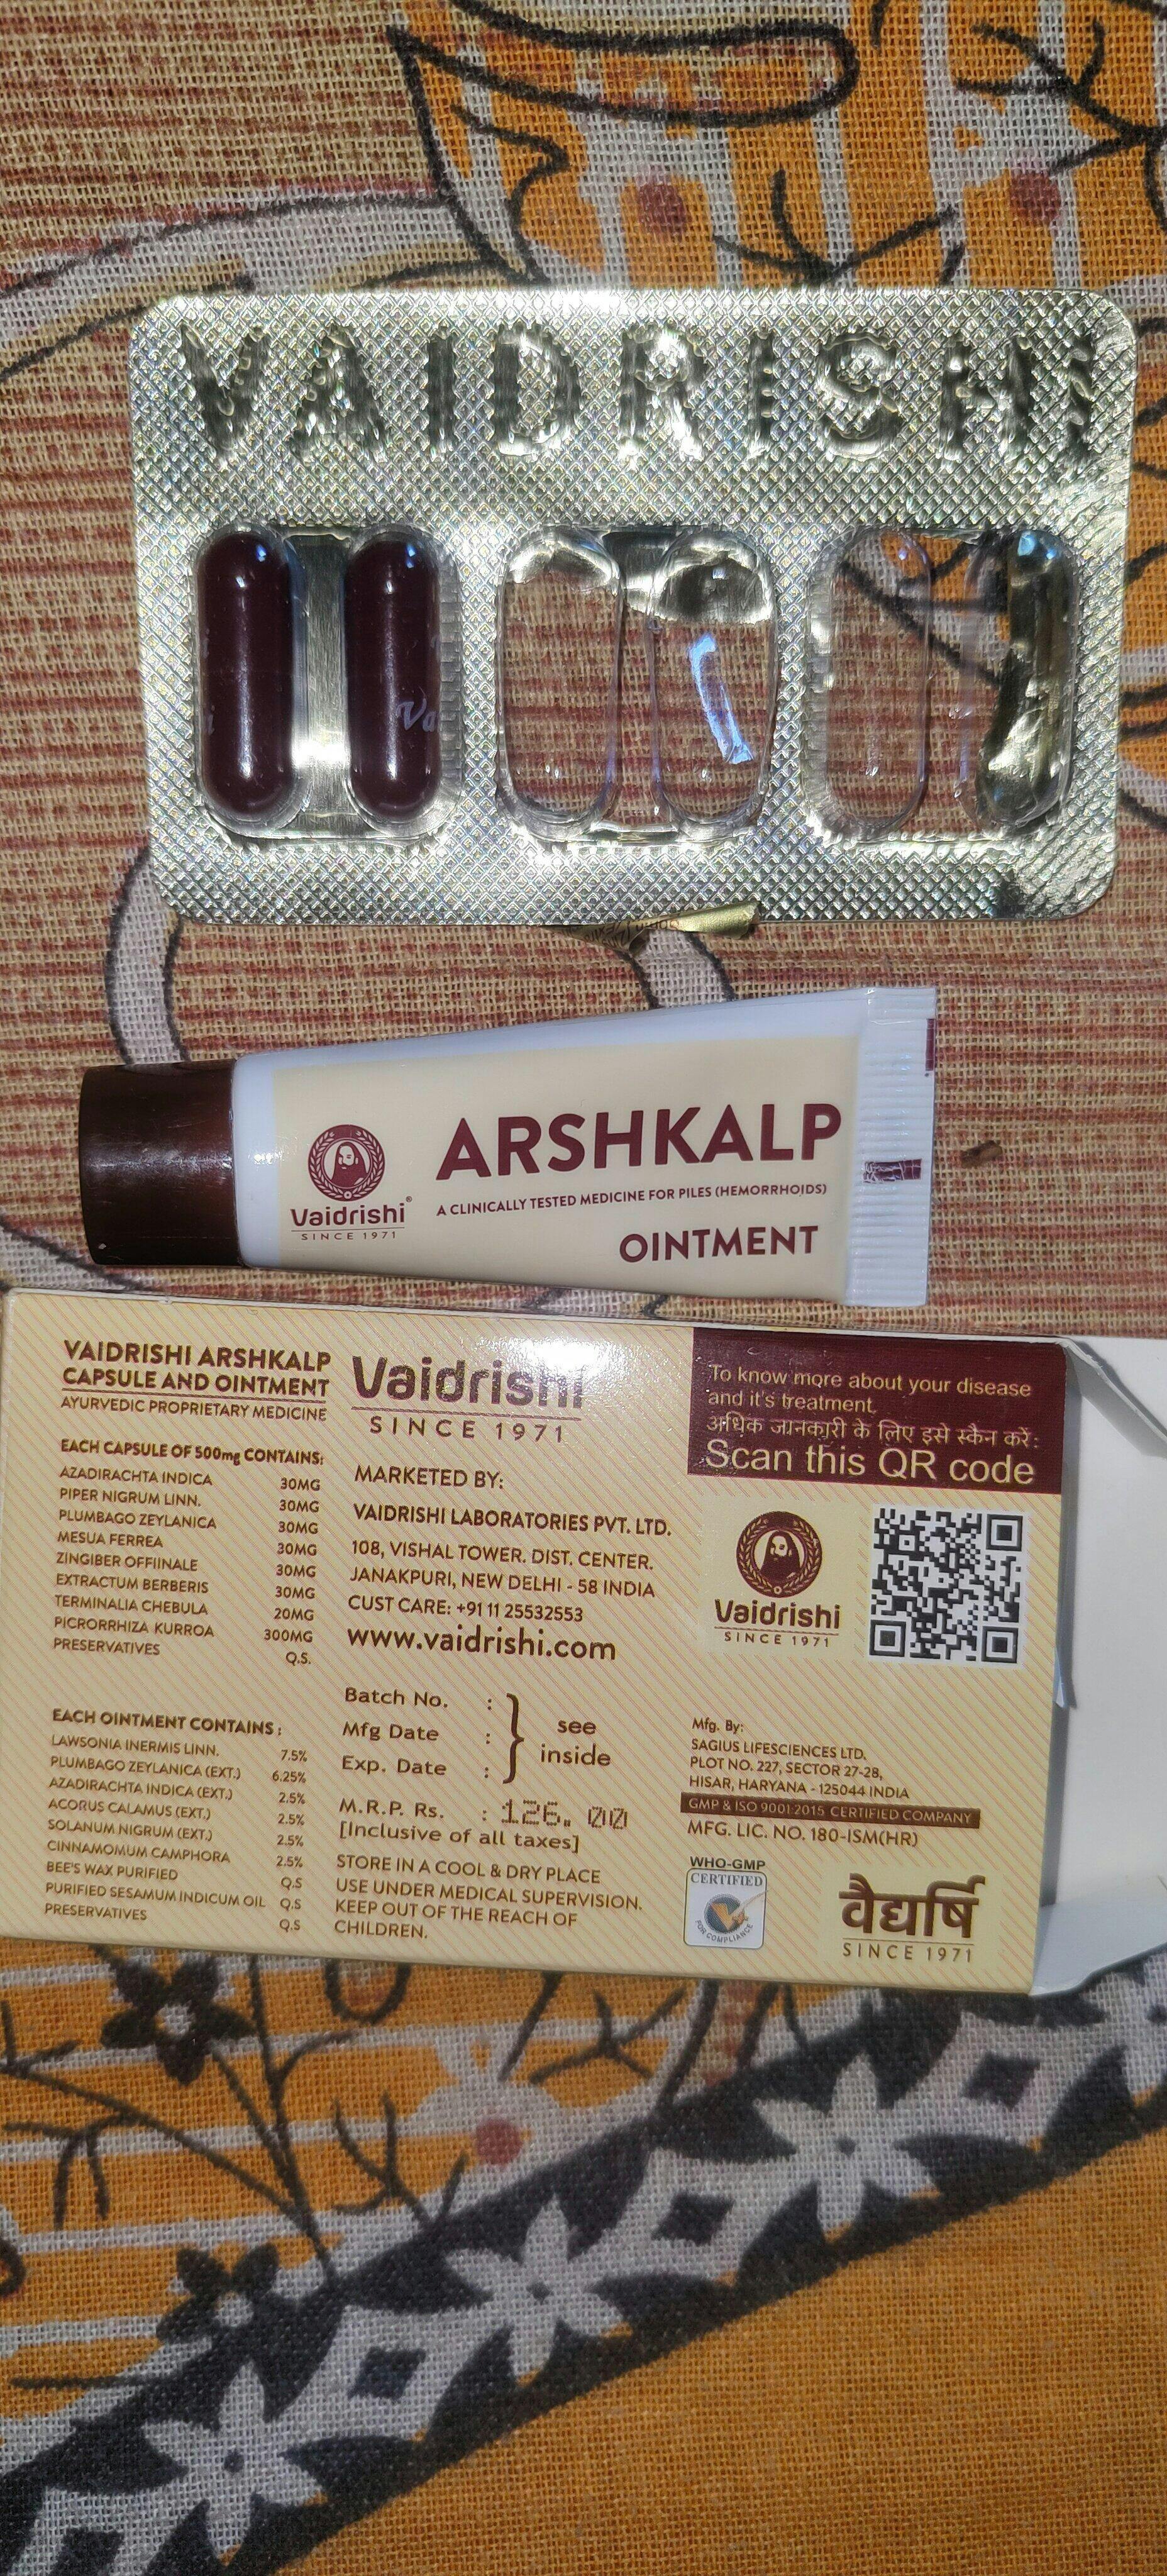 VAIDRISHI
Va
Vaidrishi®
SINCE 1971
ARSHKALP
A CLINICALLY TESTED MEDICINE FOR PILES (HEMORRHOIDS)
OINTMENT
VAIDRISHI ARSHKALP
CAPSULE AND OINTMENT
AYURVEDIC PROPRIETARY MEDICINE
EACH CAPSULE OF 500mg CONTAINS:
AZADIRACHTA INDICA 30MG
PIPER NIGRUM LINN. 30MG
PLUMBAGO ZEYLANICA 30MG
MESUA FERREA 30MG
ZINGIBER OFFIINALE 30MG
EXTRACTUM BERBERIS 30MG
TERMINALIA CHEBULA 20MG
PICRORRHIZA KURROA 300MG
PRESERVATIVES Q.S.
EACH OINTMENT CONTAINS :
LAWSONIA INERMIS LINN. 7.5%
PLUMBAGO ZEYLANICA (EXT.) 6.25%
AZADIRACHTA INDICA (EXT.) 2.5%
ACORUS CALAMUS (EXT.) 2.5%
SOLANUM NIGRUM (EXT.) 2.5%
CINNAMOMUM CAMPHORA 2.5%
BEE'S WAX PURIFIED Q.S
PURIFIED SESAMUM INDICUM OIL Q.S
PRESERVATIVES Q.S
Vaidrishi
SINCE 1971
MARKETED BY:
VAIDRISHI LABORATORIES PVT. LTD.
108, VISHAL TOWER. DIST. CENTER.
JANAKPURI, NEW DELHI - 58 INDIA
CUST CARE: +91 11 25532553
www.vaidrishi.com
Batch No. :
Mfg Date :
Exp. Date :
see
inside
M.R.P. Rs. : 126.00
[Inclusive of all taxes]
STORE IN A COOL & DRY PLACE
USE UNDER MEDICAL SUPERVISION.
KEEP OUT OF THE REACH OF
CHILDREN.
To know more about your disease
and it's treatment,
अधिक जानकारी के लिए इसे स्कैन करें:
Scan this QR code
Vaidrishi
SINCE 1971
Mfg. By:
SAGIUS LIFESCIENCES LTD.
PLOT NO. 227, SECTOR 27-28,
HISAR, HARYANA - 125044 INDIA
GMP & ISO 9001:2015 CERTIFIED COMPANY
MFG. LIC. NO. 180-ISM(HR)
WHO-GMP
CERTIFIED
FOR COMPLIANCE
वैद्यर्षि
SINCE 1971